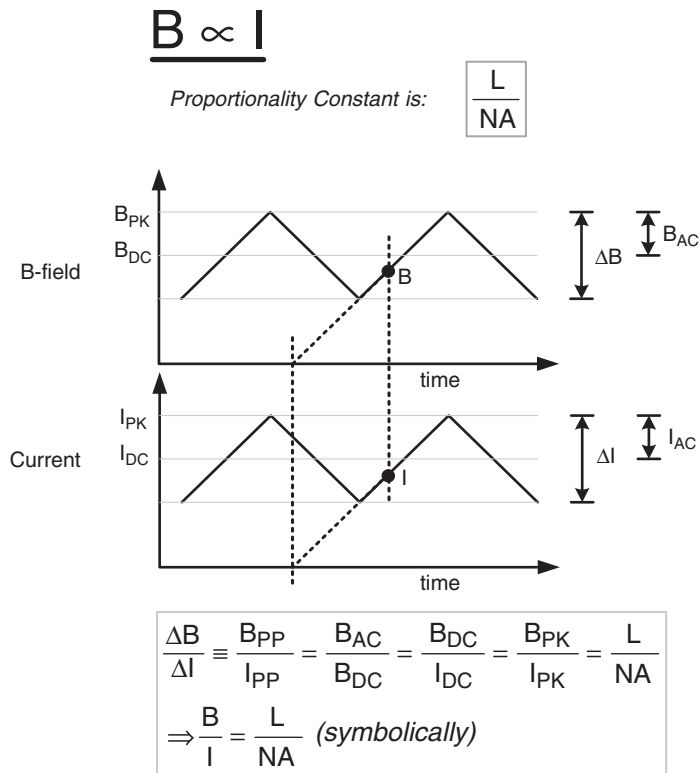 B ∝ I
Proportionality Constant is: L/NA
B_PK
B_DC
B-field
B
ΔB
B_AC
time
I_PK
I_DC
Current
I
ΔI
I_AC
time
ΔB/ΔI ≡ B_PP/I_PP = B_AC/B_DC = B_DC/I_DC = B_PK/I_PK = L/NA
⇒ B/I = L/NA (symbolically)